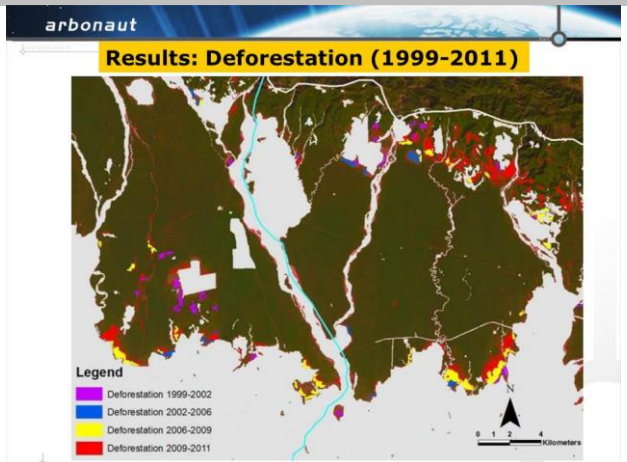 arbonaut
Results: Deforestation (1999-2011)
Legend
Deforestation 1999-2002
Deforestation 2002-2006
Deforestation 2006-2009
Deforestation 2009-2011
N
0 1 2 4
Kilometers